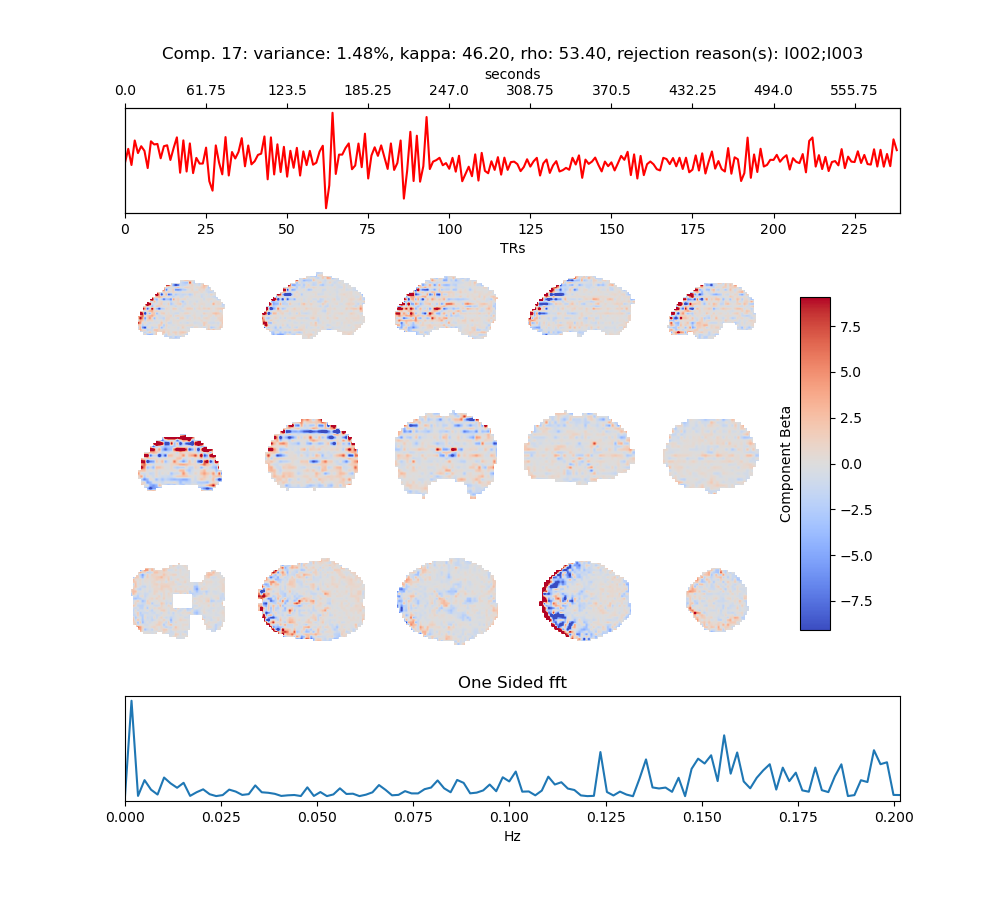 Comp. 17: variance: 1.48%, kappa: 46.20, rho: 53.40, rejection reason(s): I002;I003
seconds
0.0 61.75 123.5 185.25 247.0 308.75 370.5 432.25 494.0 555.75
0 25 50 75 100 125 150 175 200 225
TRs
7.5
5.0
2.5
0.0
−2.5
−5.0
−7.5
Component Beta
One Sided fft
0.000 0.025 0.050 0.075 0.100 0.125 0.150 0.175 0.200
Hz